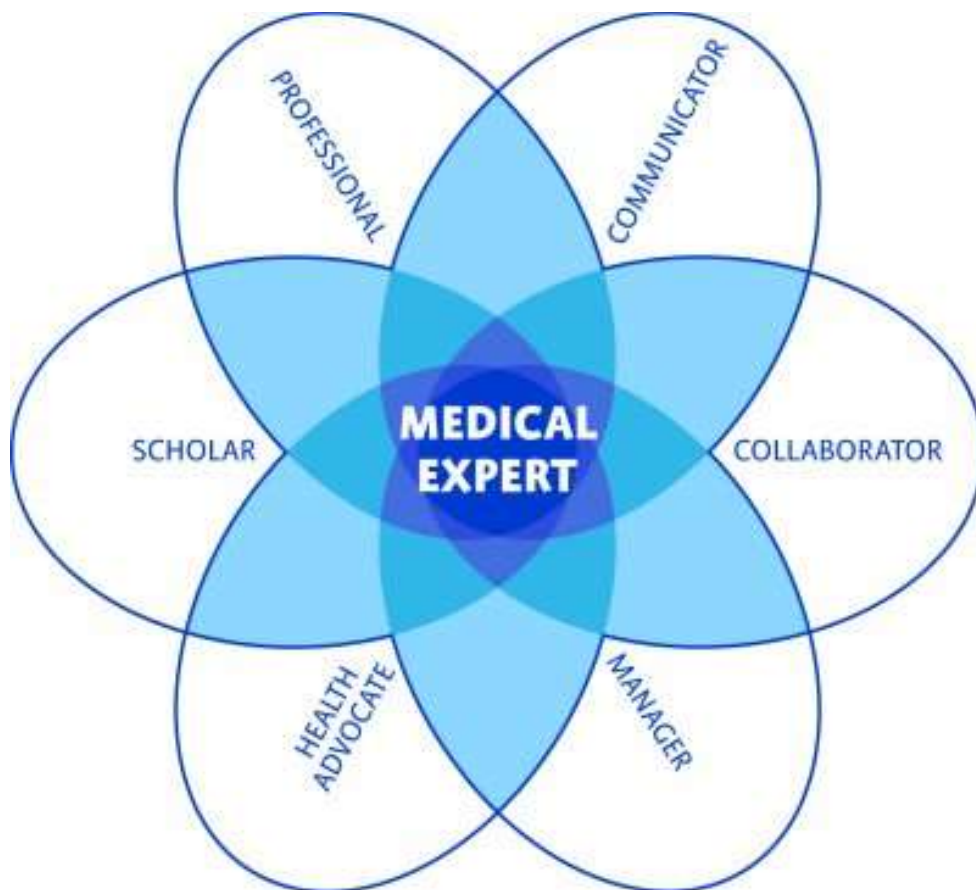 PROFESSIONAL
COMMUNICATOR
SCHOLAR
MEDICAL
EXPERT
COLLABORATOR
HEALTH
ADVOCATE
MANAGER